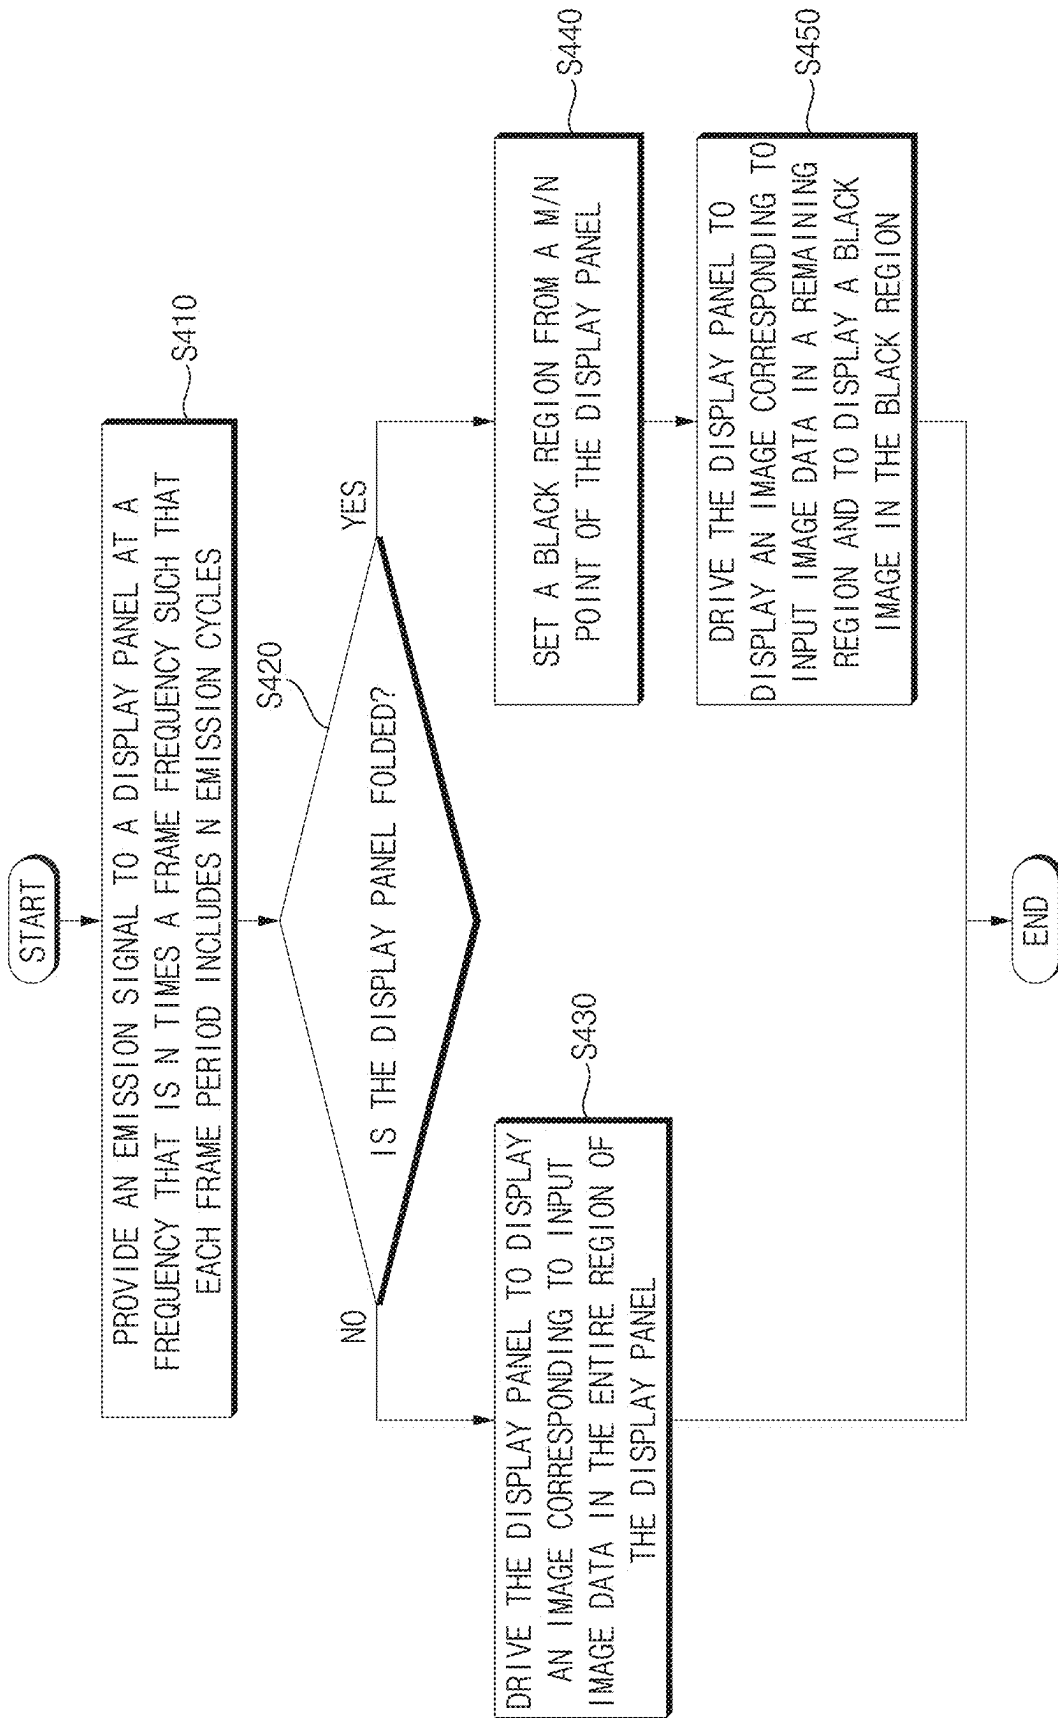 START
S410
PROVIDE AN EMISSION SIGNAL TO A DISPLAY PANEL AT A
FREQUENCY THAT IS N TIMES A FRAME FREQUENCY SUCH THAT
EACH FRAME PERIOD INCLUDES N EMISSION CYCLES
S420
IS THE DISPLAY PANEL FOLDED?
NO
YES
S430
DRIVE THE DISPLAY PANEL TO DISPLAY
AN IMAGE CORRESPONDING TO INPUT
IMAGE DATA IN THE ENTIRE REGION OF
THE DISPLAY PANEL
S440
SET A BLACK REGION FROM A M/N
POINT OF THE DISPLAY PANEL
S450
DRIVE THE DISPLAY PANEL TO
DISPLAY AN IMAGE CORRESPONDING TO
INPUT IMAGE DATA IN A REMAINING
REGION AND TO DISPLAY A BLACK
IMAGE IN THE BLACK REGION
END